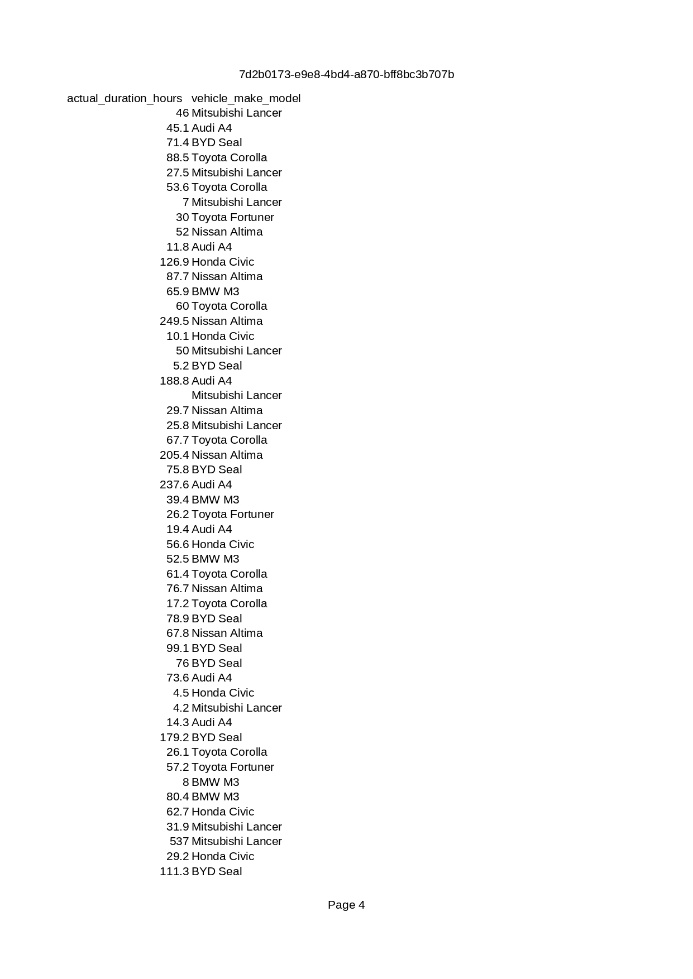 7d2b0173-e9e8-4bd4-a870-bff8bc3b707b
actual_duration_hours vehicle_make_model
46 Mitsubishi Lancer
45.1 Audi A4
71.4 BYD Seal
88.5 Toyota Corolla
27.5 Mitsubishi Lancer
53.6 Toyota Corolla
7 Mitsubishi Lancer
30 Toyota Fortuner
52 Nissan Altima
11.8 Audi A4
126.9 Honda Civic
87.7 Nissan Altima
65.9 BMW M3
60 Toyota Corolla
249.5 Nissan Altima
10.1 Honda Civic
50 Mitsubishi Lancer
5.2 BYD Seal
188.8 Audi A4
Mitsubishi Lancer
29.7 Nissan Altima
25.8 Mitsubishi Lancer
67.7 Toyota Corolla
205.4 Nissan Altima
75.8 BYD Seal
237.6 Audi A4
39.4 BMW M3
26.2 Toyota Fortuner
19.4 Audi A4
56.6 Honda Civic
52.5 BMW M3
61.4 Toyota Corolla
76.7 Nissan Altima
17.2 Toyota Corolla
78.9 BYD Seal
67.8 Nissan Altima
99.1 BYD Seal
76 BYD Seal
73.6 Audi A4
4.5 Honda Civic
4.2 Mitsubishi Lancer
14.3 Audi A4
179.2 BYD Seal
26.1 Toyota Corolla
57.2 Toyota Fortuner
8 BMW M3
80.4 BMW M3
62.7 Honda Civic
31.9 Mitsubishi Lancer
537 Mitsubishi Lancer
29.2 Honda Civic
111.3 BYD Seal
Page 4